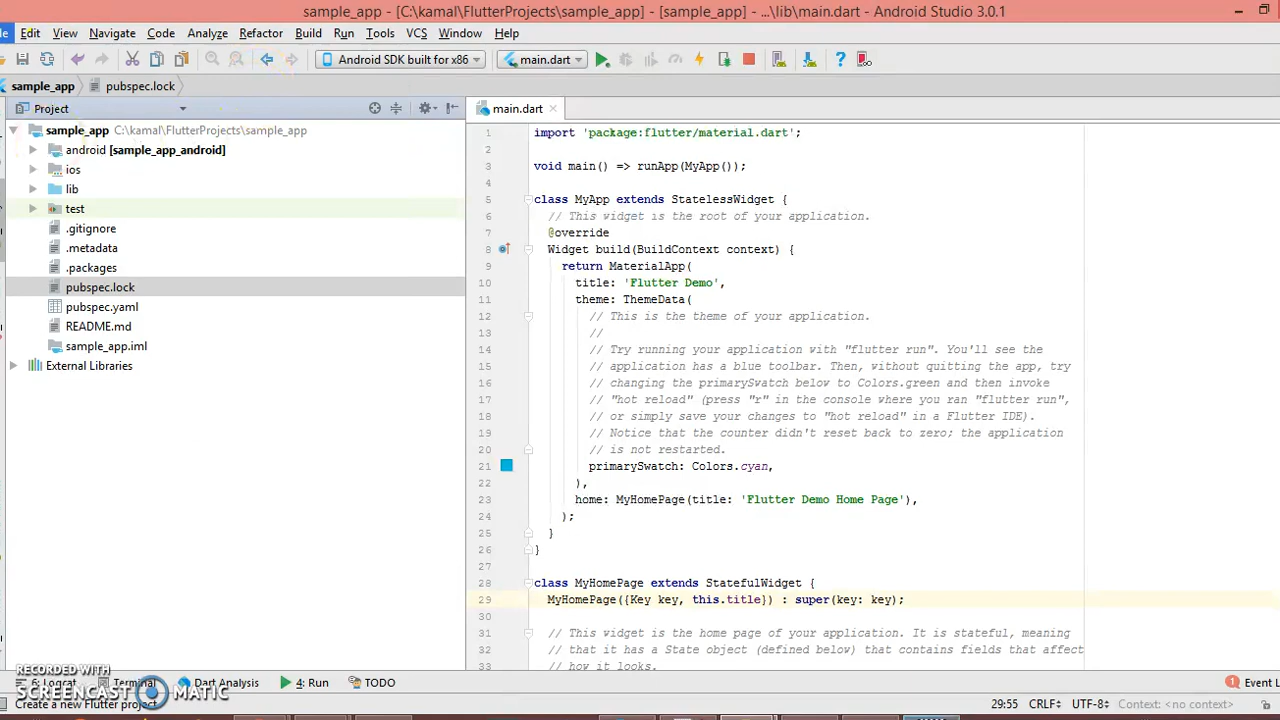 sample_app - [C:\kamal\FlutterProjects\sample_app] - [sample_app] - ...\lib\main.dart - Android Studio 3.0.1
Edit View Navigate Code Analyze Refactor Build Run Tools VCS Window Help
Android SDK built for x86 main.dart
sample_app pubspec.lock
Project main.dart
sample_app C:\kamal\FlutterProjects\sample_app
android [sample_app_android]
ios
lib
test
.gitignore
.metadata
.packages
pubspec.lock
pubspec.yaml
README.md
sample_app.iml
External Libraries
1 import 'package:flutter/material.dart';
2
3 void main() => runApp(MyApp());
4
5 class MyApp extends StatelessWidget {
6 // This widget is the root of your application.
7 @override
8 Widget build(BuildContext context) {
9 return MaterialApp(
10 title: 'Flutter Demo',
11 theme: ThemeData(
12 // This is the theme of your application.
13 //
14 // Try running your application with "flutter run". You'll see the
15 // application has a blue toolbar. Then, without quitting the app, try
16 // changing the primarySwatch below to Colors.green and then invoke
17 // "hot reload" (press "r" in the console where you ran "flutter run",
18 // or simply save your changes to "hot reload" in a Flutter IDE).
19 // Notice that the counter didn't reset back to zero; the application
20 // is not restarted.
21 primarySwatch: Colors.cyan,
22 ),
23 home: MyHomePage(title: 'Flutter Demo Home Page'),
24 );
25 }
26 }
27
28 class MyHomePage extends StatefulWidget {
29 MyHomePage({Key key, this.title}) : super(key: key);
30
31 // This widget is the home page of your application. It is stateful, meaning
32 // that it has a State object (defined below) that contains fields that affect
33 // how it looks.
RECORDED WITH
SCREENCAST MATIC
6: Logcat Terminal Dart Analysis 4: Run TODO 1 Event L
Create a new Flutter project 29:55 CRLF UTF-8 Context: <no context>